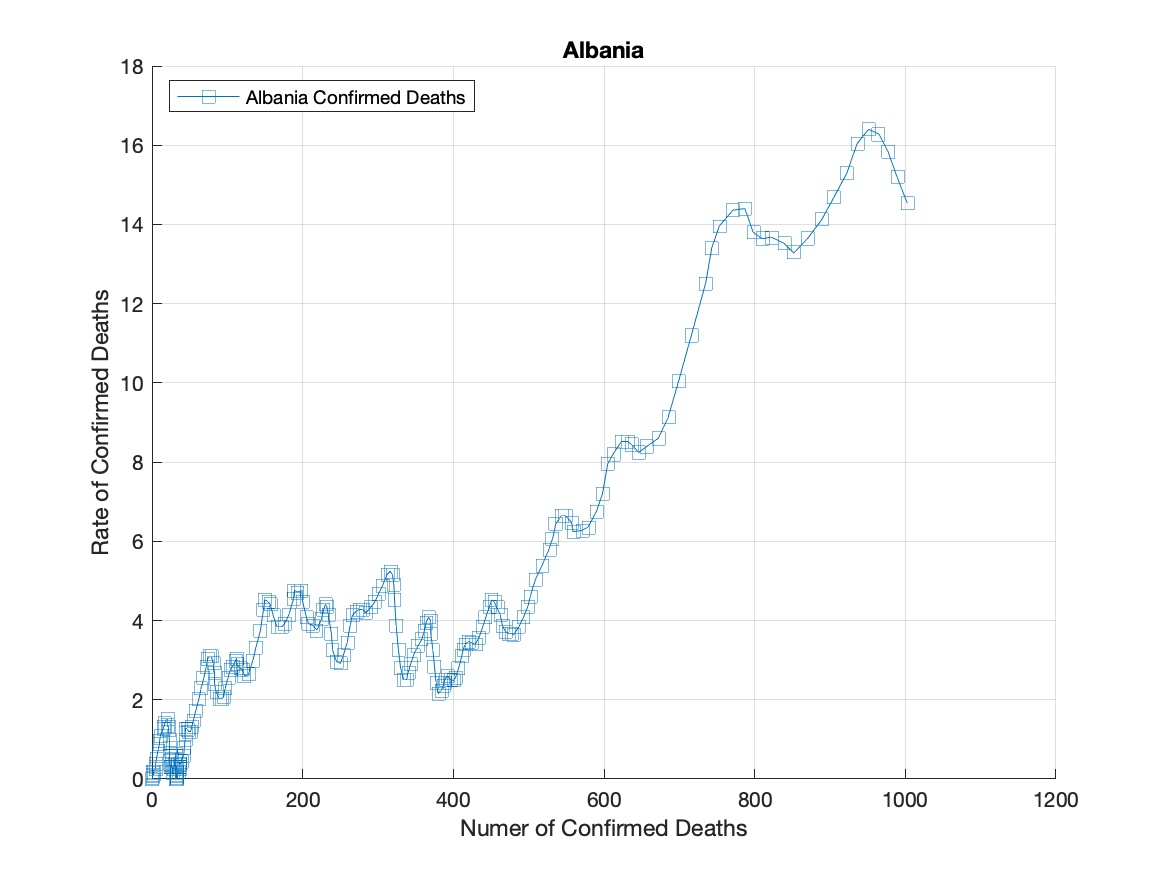 Albania
Albania Confirmed Deaths
18
16
14
12
10
8
6
4
2
0
Rate of Confirmed Deaths
0 200 400 600 800 1000 1200
Numer of Confirmed Deaths